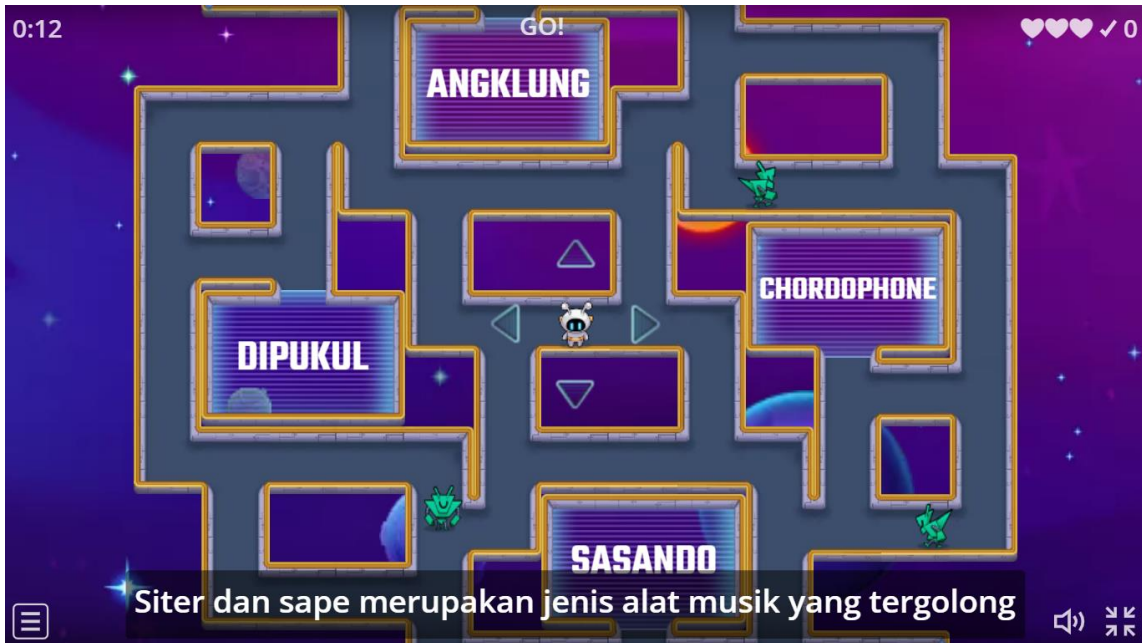 0:12
GO!
✓ 0
ANGKLUNG
CHORDOPHONE
DIPUKUL
SASANDO
Siter dan sape merupakan jenis alat musik yang tergolong